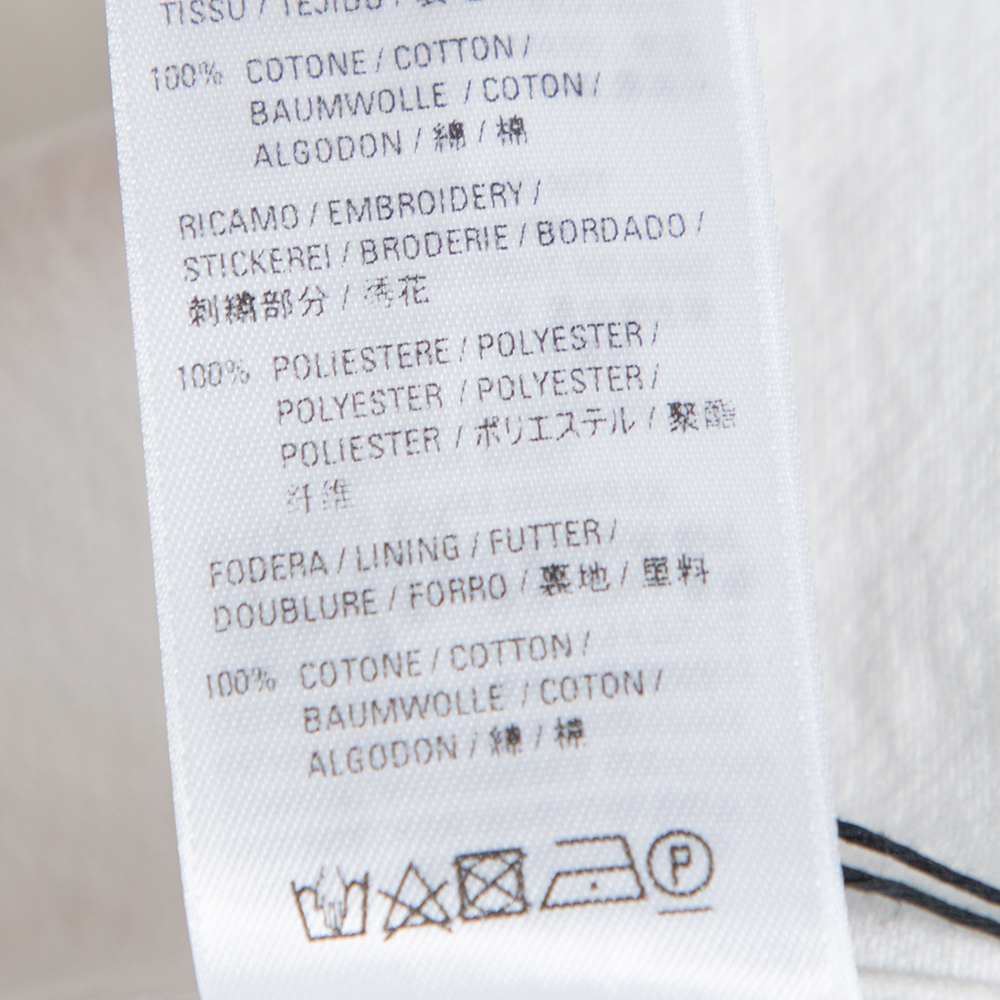 TISSU / TEJIDO /
100% COTONE / COTTON /
BAUMWOLLE / COTON /
ALGODON / 綿 / 棉
RICAMO / EMBROIDERY /
STICKEREI / BRODERIE / BORDADO /
刺繍部分 / 绣花
100% POLIESTERE / POLYESTER /
POLYESTER / POLYESTER /
POLIESTER / ポリエステル / 聚酯
纤维
FODERA / LINING / FUTTER /
DOUBLURE / FORRO / 裏地 / 里料
100% COTONE / COTTON /
BAUMWOLLE / COTON /
ALGODON / 綿 / 棉
P